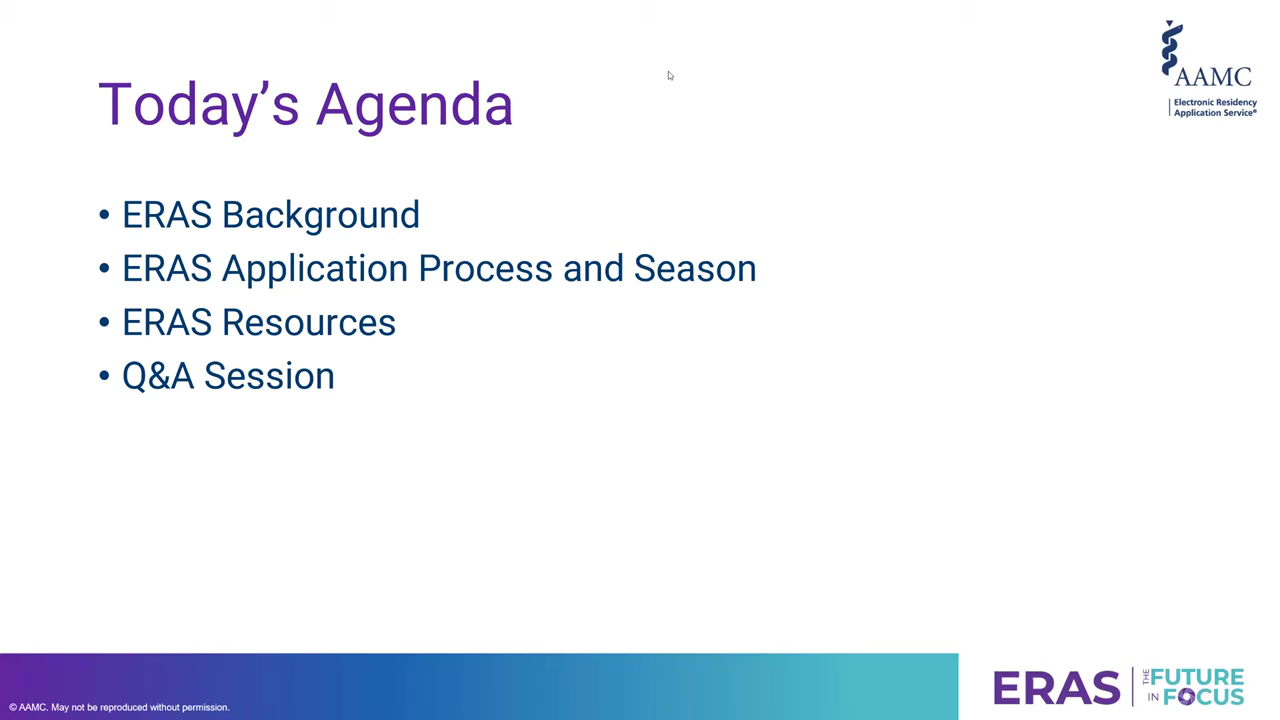 AAMC
Electronic Residency
Application Service®
Today’s Agenda
• ERAS Background
• ERAS Application Process and Season
• ERAS Resources
• Q&A Session
© AAMC. May not be reproduced without permission.
ERAS THE FUTURE
IN FOCUS